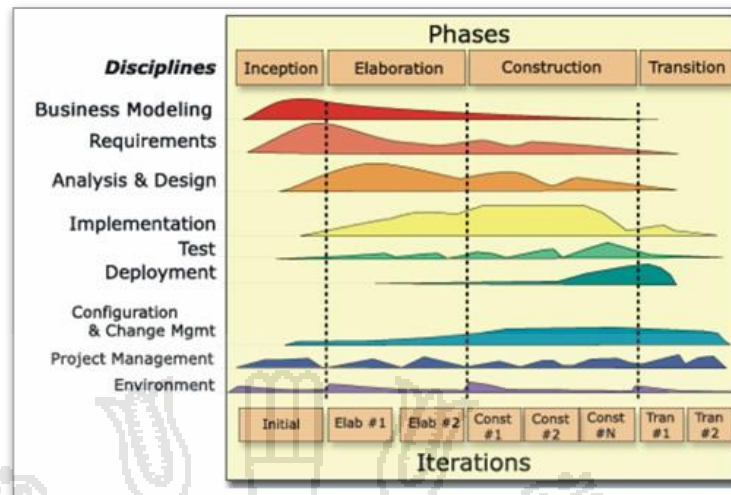 Phases
Disciplines
Inception
Elaboration
Construction
Transition
Business Modeling
Requirements
Analysis & Design
Implementation
Test
Deployment
Configuration
& Change Mgmt
Project Management
Environment
Initial
Elab #1
Elab #2
Const
#1
Const
#2
Const
#N
Tran
#1
Tran
#2
Iterations